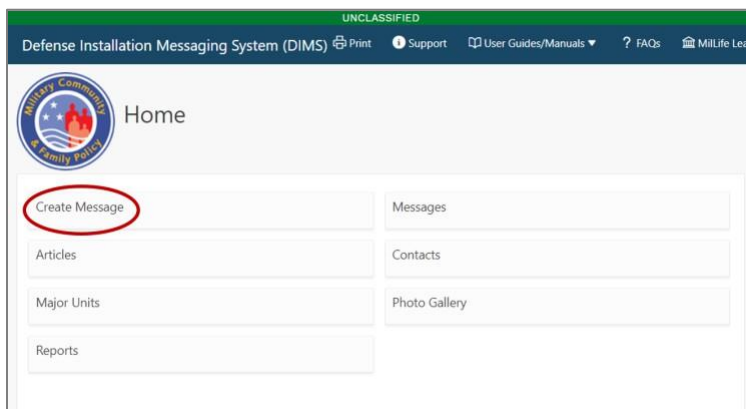 UNCLASSIFIED
Defense Installation Messaging System (DIMS) Print Support User Guides/Manuals ▼ ? FAQs MilLife Lea
Military Community
& Family Policy
Home
Create Message Messages
Articles Contacts
Major Units Photo Gallery
Reports